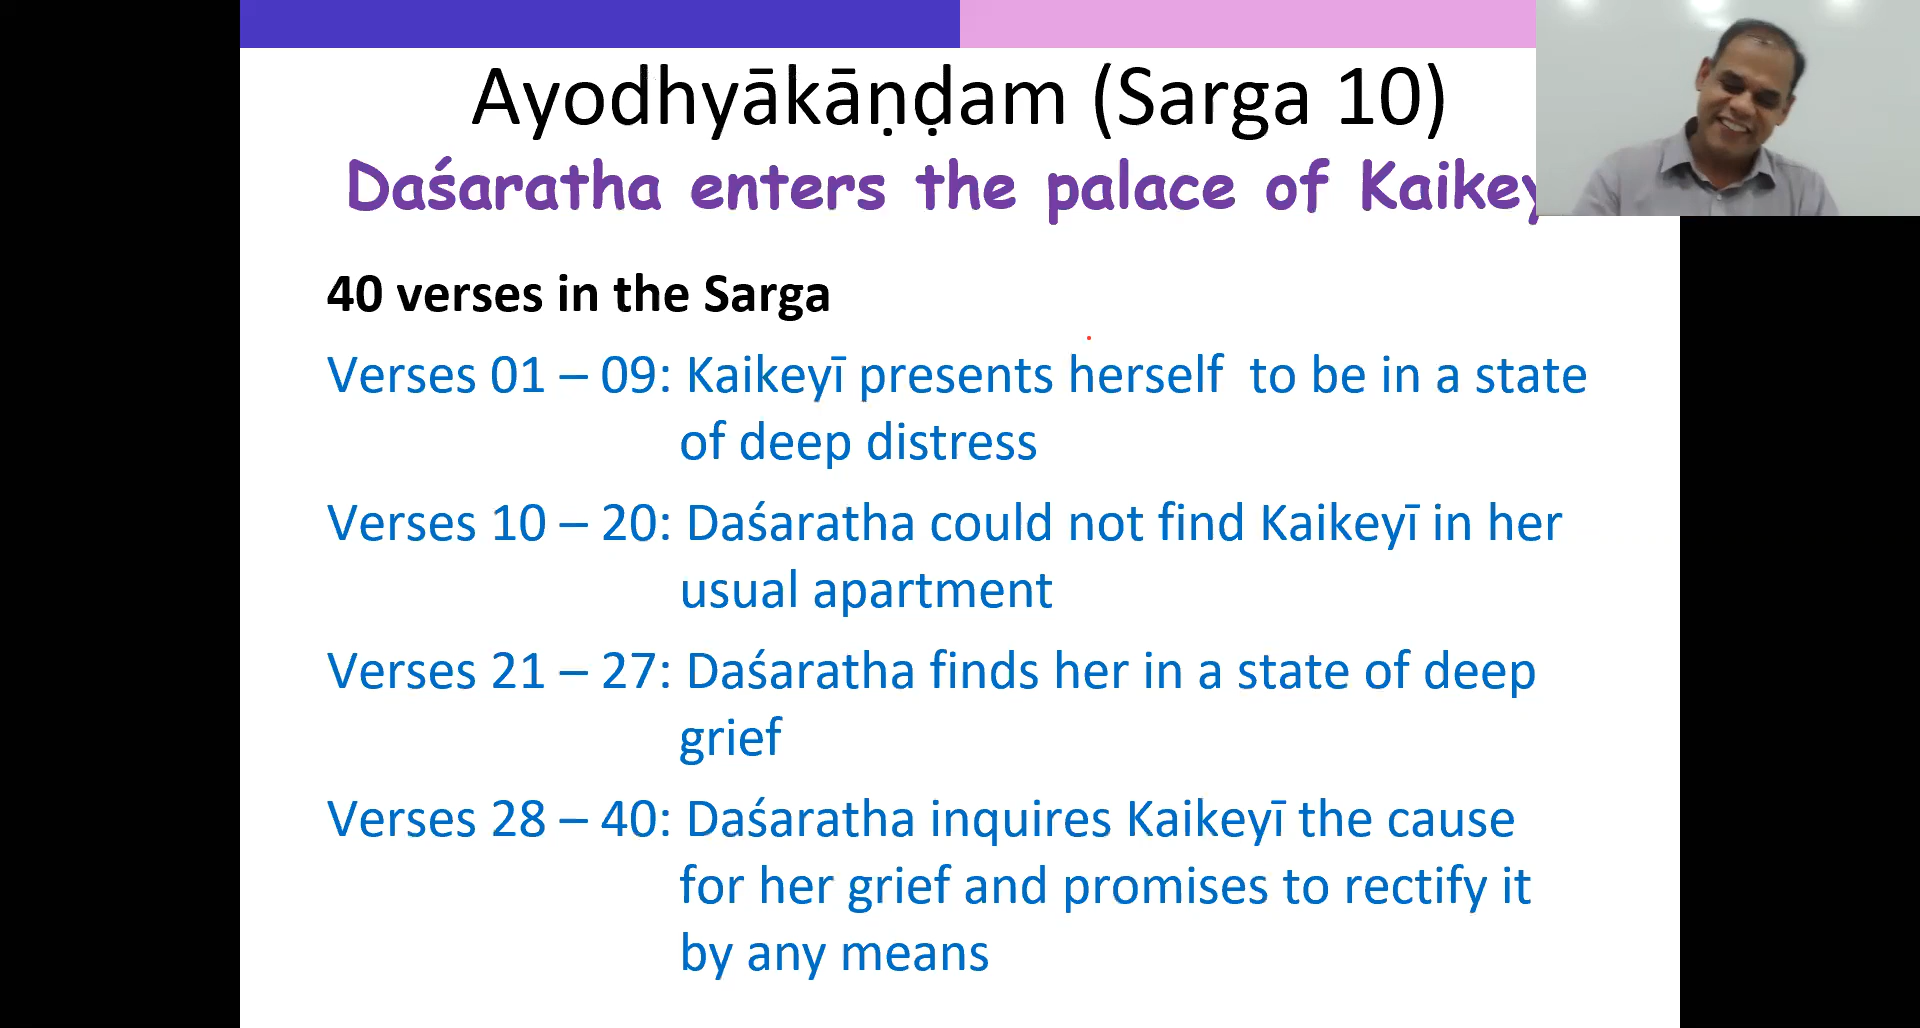 Ayodhyākāṇḍam (Sarga 10)
Daśaratha enters the palace of Kaikey
40 verses in the Sarga
Verses 01 – 09: Kaikeyī presents herself to be in a state
of deep distress
Verses 10 – 20: Daśaratha could not find Kaikeyī in her
usual apartment
Verses 21 – 27: Daśaratha finds her in a state of deep
grief
Verses 28 – 40: Daśaratha inquires Kaikeyī the cause
for her grief and promises to rectify it
by any means